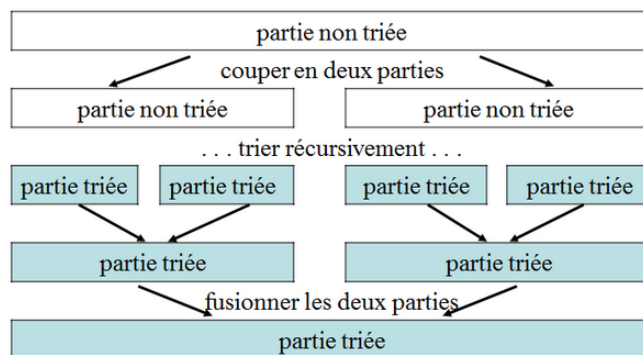 partie non triée
couper en deux parties
partie non triée partie non triée
. . . trier récursivement . . .
partie triée partie triée partie triée partie triée
partie triée partie triée
fusionner les deux parties
partie triée